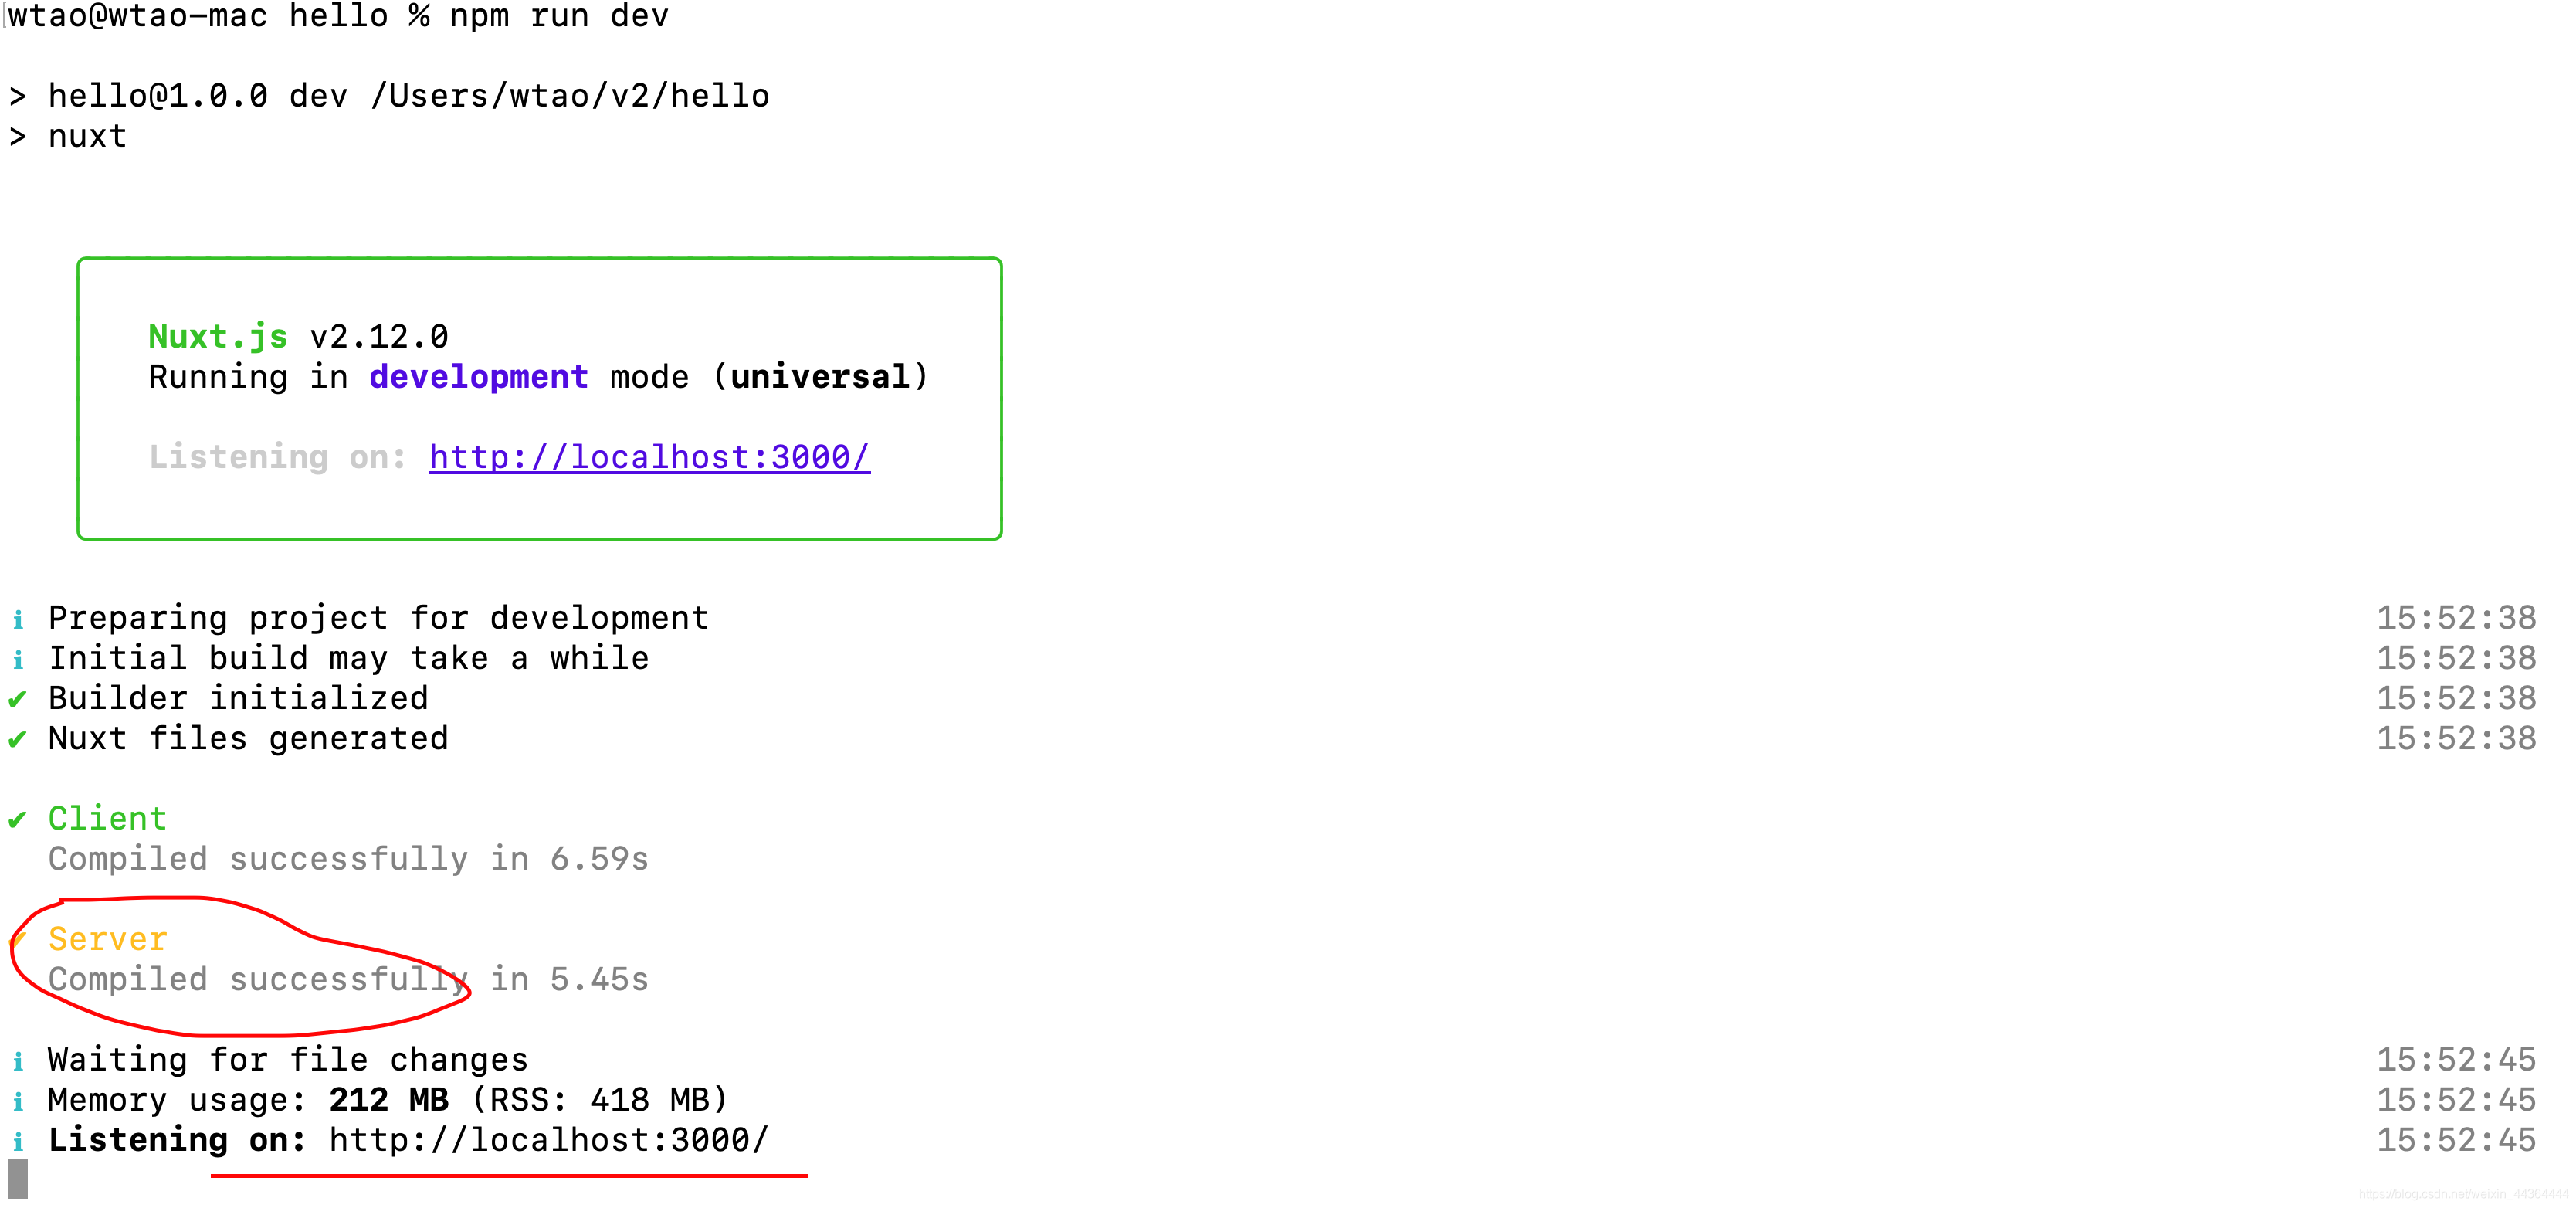 wtao@wtao-mac hello % npm run dev
> hello@1.0.0 dev /Users/wtao/v2/hello
> nuxt
Nuxt.js v2.12.0
Running in development mode (universal)
Listening on: http://localhost:3000/
ℹ Preparing project for development 15:52:38
ℹ Initial build may take a while 15:52:38
✔ Builder initialized 15:52:38
✔ Nuxt files generated 15:52:38
✔ Client
Compiled successfully in 6.59s
✔ Server
Compiled successfully in 5.45s
ℹ Waiting for file changes 15:52:45
ℹ Memory usage: 212 MB (RSS: 418 MB) 15:52:45
ℹ Listening on: http://localhost:3000/ 15:52:45
https://blog.csdn.net/weixin_44364444